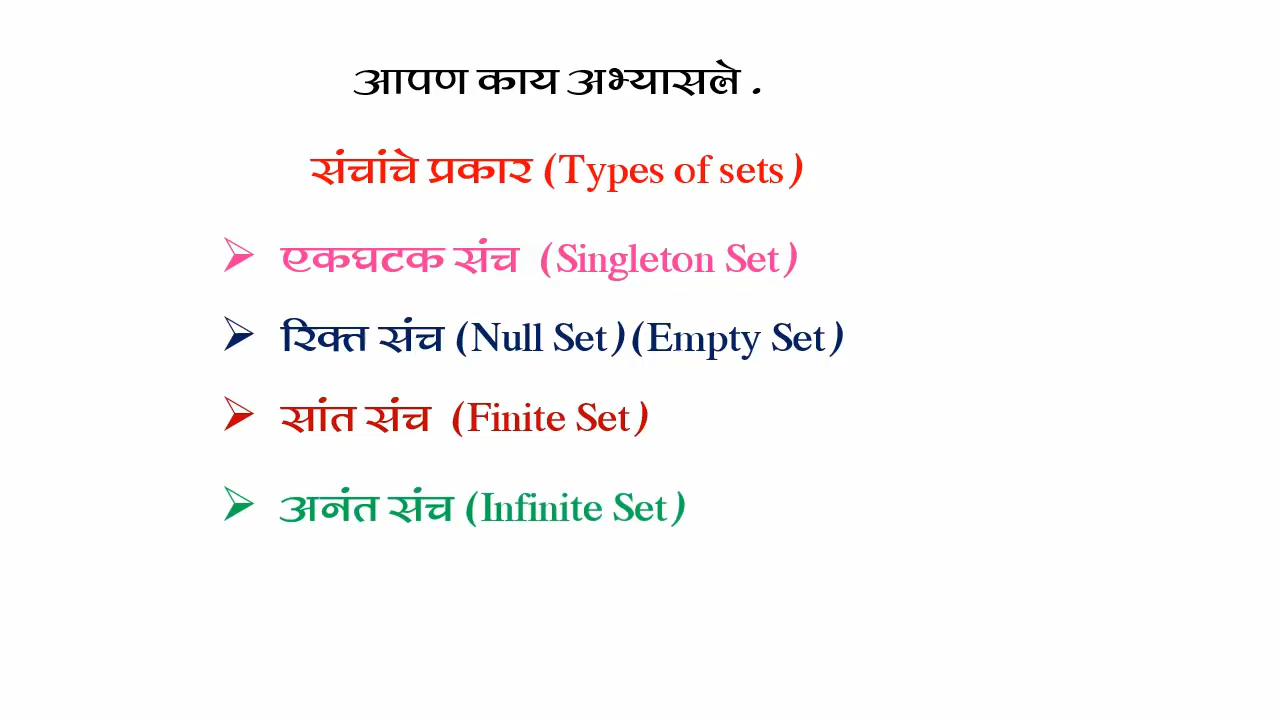 आपण काय अभ्यासले .
संचांचे प्रकार (Types of sets)
➢ एकघटक संच (Singleton Set)
➢ रिक्त संच (Null Set)(Empty Set)
➢ सांत संच (Finite Set)
➢ अनंत संच (Infinite Set)